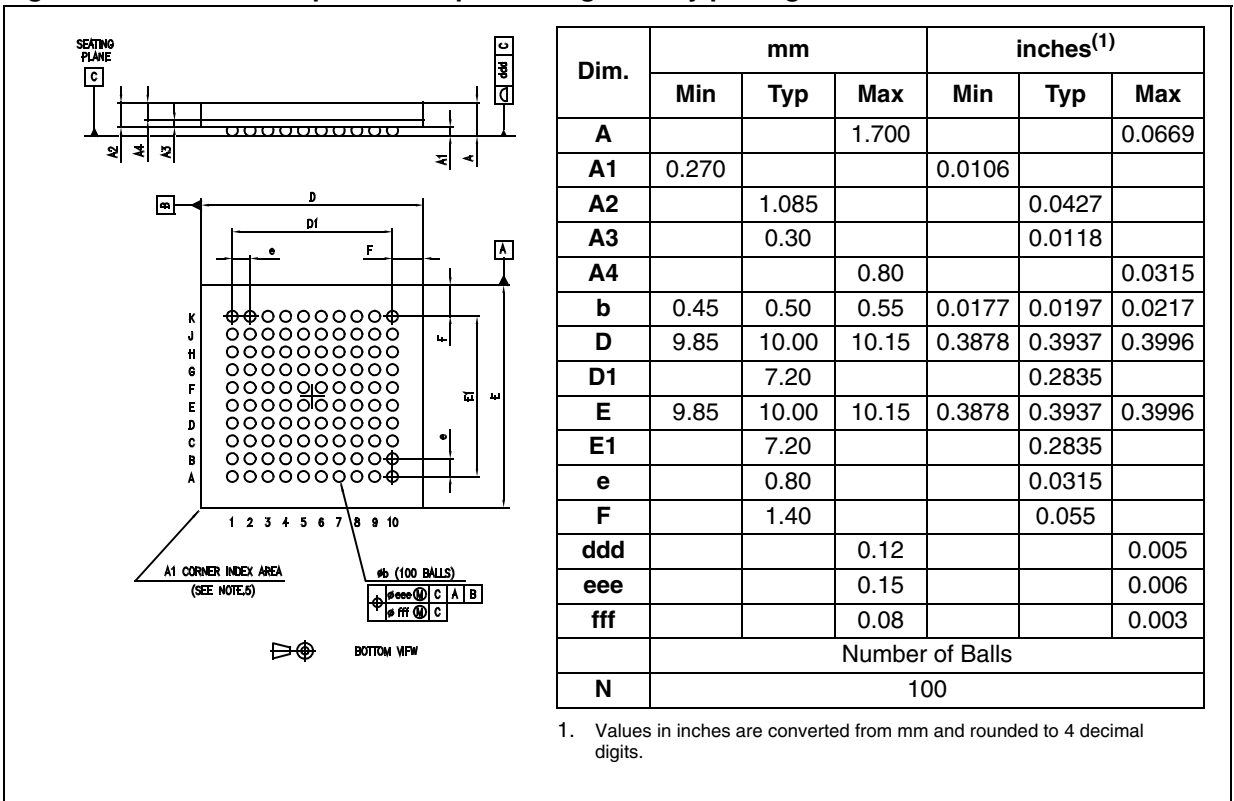 SEATING
PLANE
C
ddd C
A2
A4
A3
A1
A
B
D
D1
e
F
A
K
J
H
G
F
E
D
C
B
A
F
E1
E
e
1 2 3 4 5 6 7 8 9 10
A1 CORNER INDEX AREA
(SEE NOTE.5)
øb (100 BALLS)
ø eee Ⓜ C A B
ø fff Ⓜ C
BOTTOM VIEW
Dim. mm inches(1)
Min Typ Max Min Typ Max
A 1.700 0.0669
A1 0.270 0.0106
A2 1.085 0.0427
A3 0.30 0.0118
A4 0.80 0.0315
b 0.45 0.50 0.55 0.0177 0.0197 0.0217
D 9.85 10.00 10.15 0.3878 0.3937 0.3996
D1 7.20 0.2835
E 9.85 10.00 10.15 0.3878 0.3937 0.3996
E1 7.20 0.2835
e 0.80 0.0315
F 1.40 0.055
ddd 0.12 0.005
eee 0.15 0.006
fff 0.08 0.003
Number of Balls
N 100
1. Values in inches are converted from mm and rounded to 4 decimal
digits.